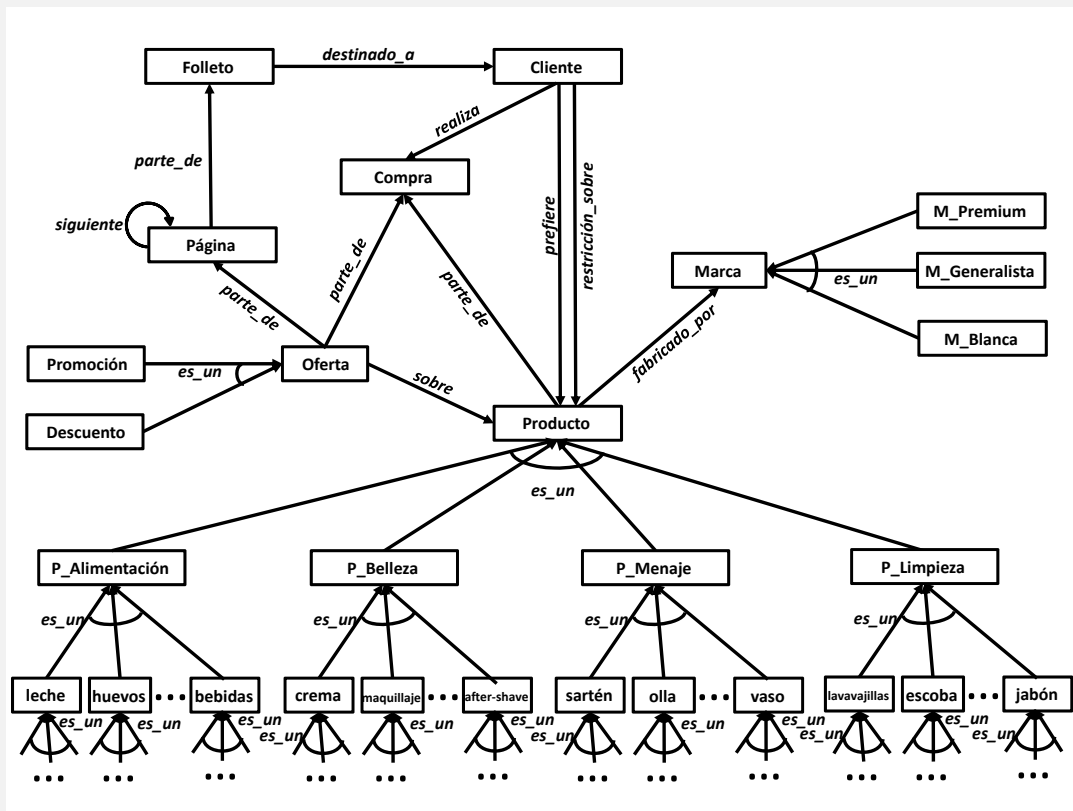 destinado_a
Folleto
Cliente
realiza
parte_de
Compra
siguiente
Página
prefiere
restricción_sobre
M_Premium
Marca
M_Generalista
es_un
M_Blanca
parte_de
parte_de
parte_de
fabricado_por
Promoción
es_un
Oferta
sobre
Descuento
Producto
es_un
P_Alimentación
P_Belleza
P_Menaje
P_Limpieza
es_un
es_un
es_un
es_un
leche
huevos
...
bebidas
crema
maquillaje
...
after-shave
sartén
olla
...
vaso
lavavajillas
escoba
...
jabón
es_un
es_un
es_un
es_un
es_un
es_un
es_un
es_un
es_un
es_un
es_un
es_un
...
...
...
...
...
...
...
...
...
...
...
...